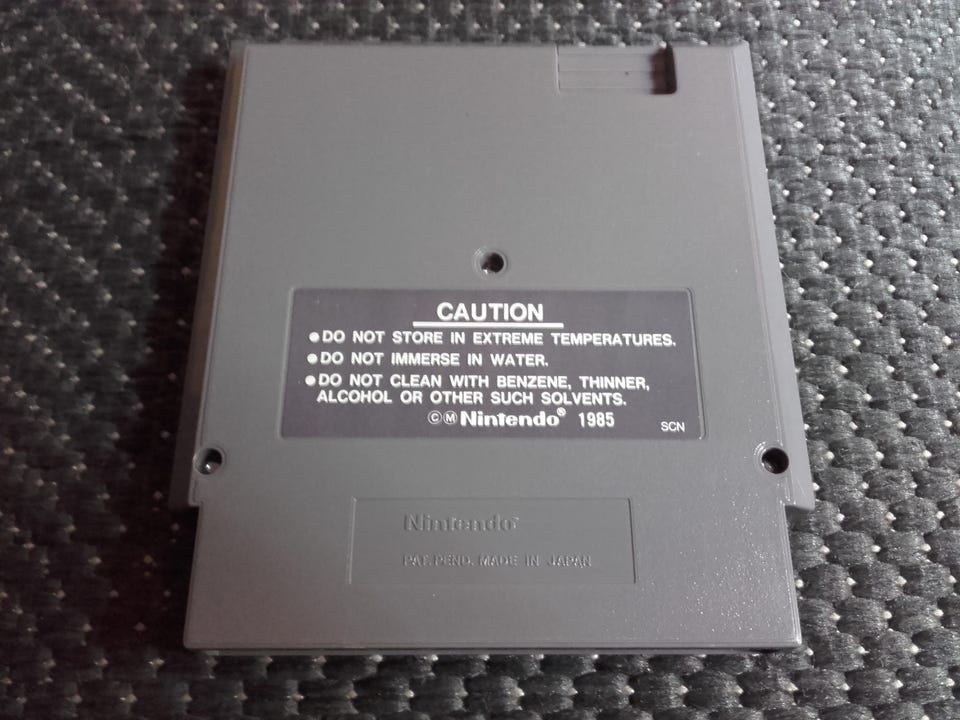 CAUTION
●DO NOT STORE IN EXTREME TEMPERATURES.
●DO NOT IMMERSE IN WATER.
●DO NOT CLEAN WITH BENZENE, THINNER,
ALCOHOL OR OTHER SUCH SOLVENTS.
ⒸⓂNintendo® 1985
SCN
Nintendo®
PAT. PEND. MADE IN JAPAN